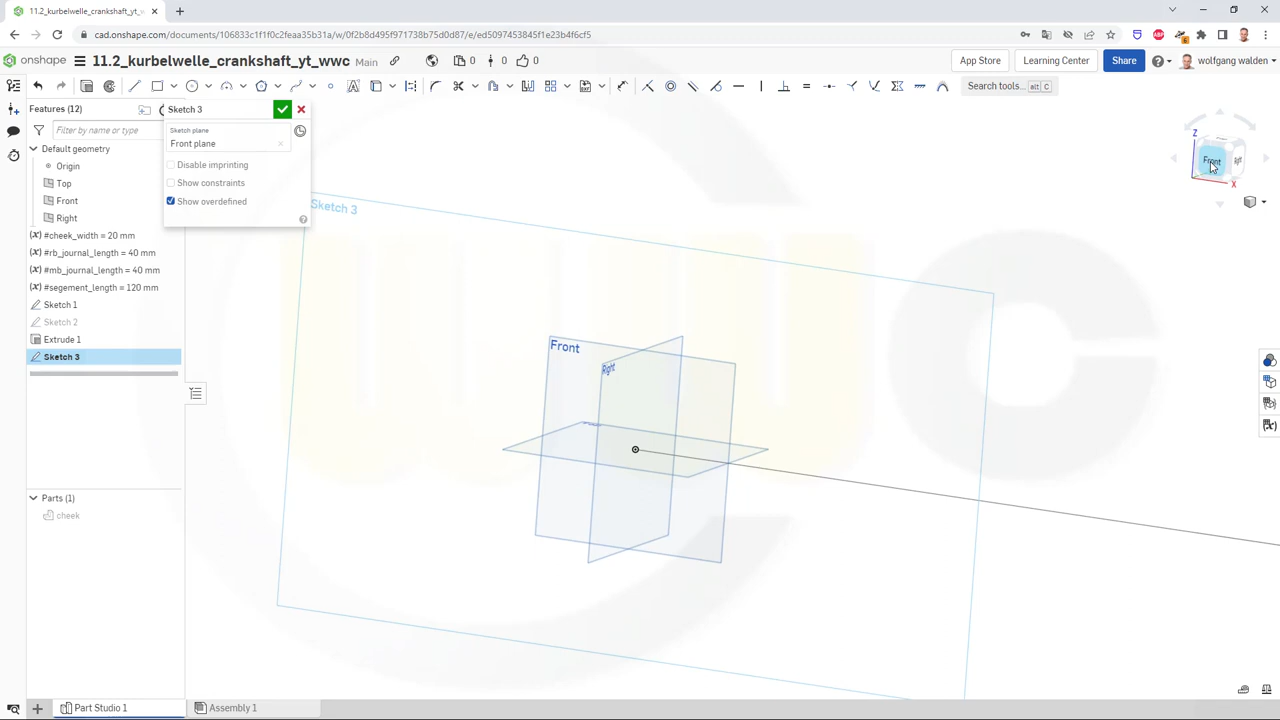 11.2_kurbelwelle_crankshaft_yt
cad.onshape.com/documents/106833c1f1f0c2feaa35b31a/w/0f2b8d495f971738b75d0d87/e/ed5097453845f1e23b4f6cf5
onshape
11.2_kurbelwelle_crankshaft_yt_wwc
Main
0
0
0
App Store
Learning Center
Share
wolfgang walden
Search tools...
alt
C
Features (12)
Filter by name or type
Default geometry
Origin
Top
Front
Right
(x) #cheek_width = 20 mm
(x) #rb_journal_length = 40 mm
(x) #mb_journal_length = 40 mm
(x) #segement_length = 120 mm
Sketch 1
Sketch 2
Extrude 1
Sketch 3
Parts (1)
cheek
Sketch 3
Sketch plane
Front plane
Disable imprinting
Show constraints
Show overdefined
Sketch 3
Front
Right
Z
Front
X
Part Studio 1
Assembly 1